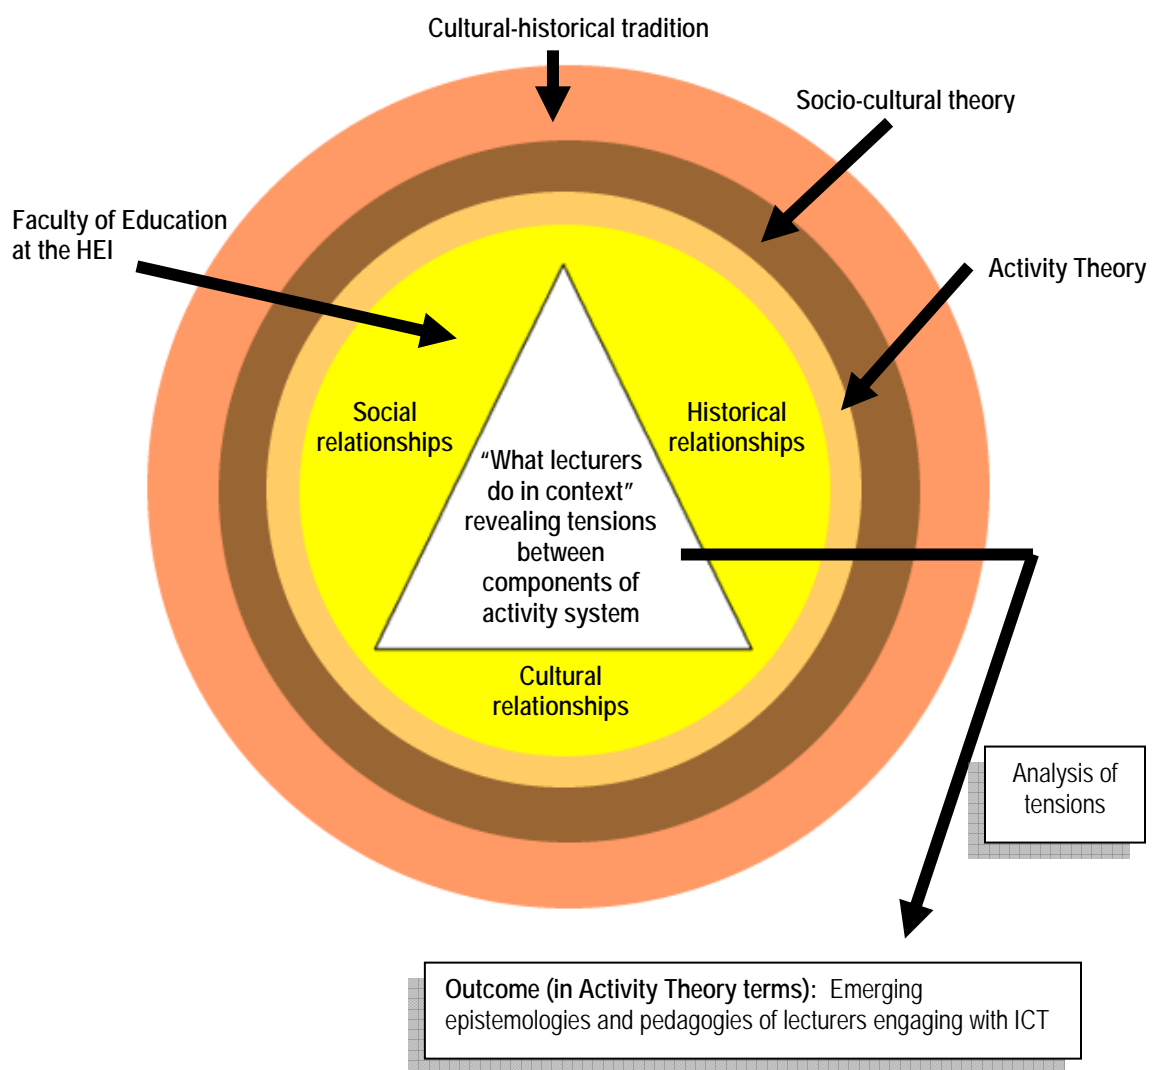 Cultural-historical tradition
Socio-cultural theory
Faculty of Education
at the HEI
Activity Theory
Social
relationships
Historical
relationships
“What lecturers
do in context”
revealing tensions
between
components of
activity system
Cultural
relationships
Analysis of
tensions
Outcome (in Activity Theory terms): Emerging
epistemologies and pedagogies of lecturers engaging with ICT